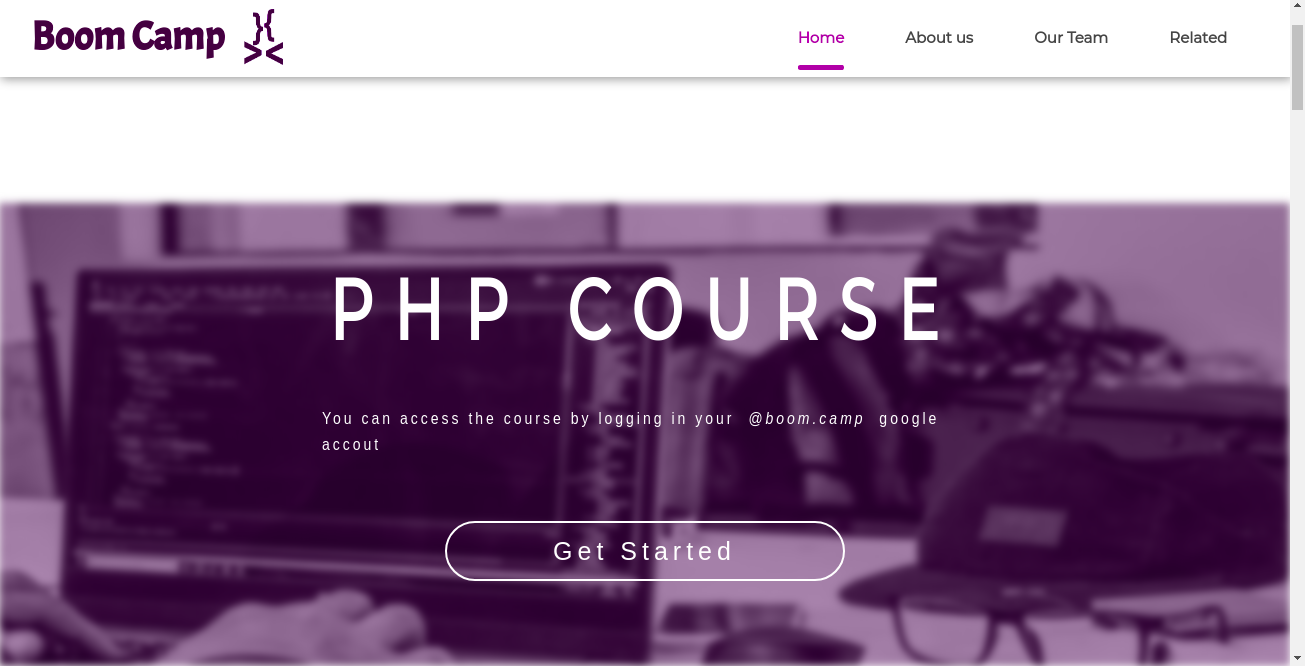 Boom Camp
Home About us Our Team Related
PHP COURSE
You can access the course by logging in your @boom.camp google
accout
Get Started